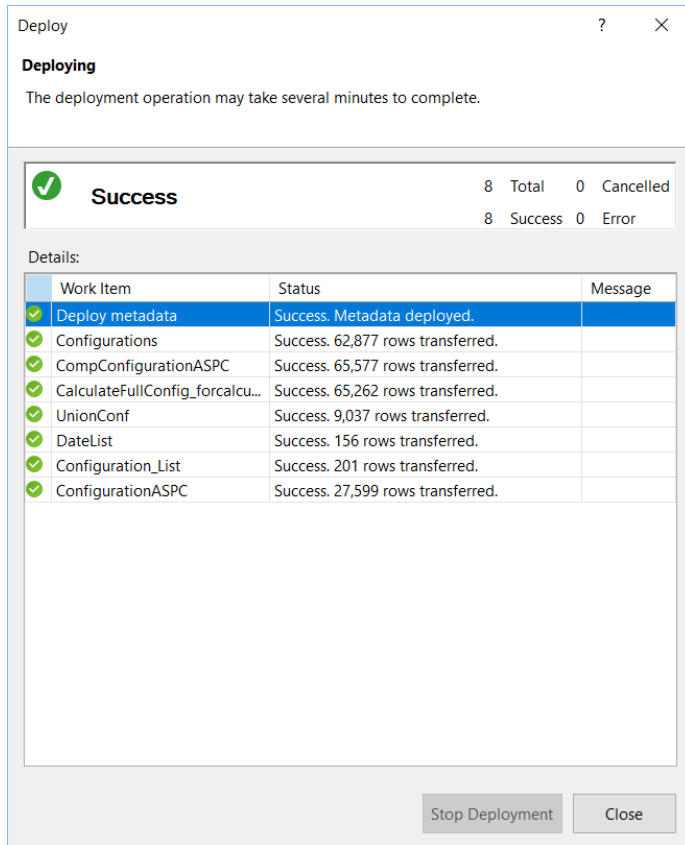 Deploy ?
Deploying
The deployment operation may take several minutes to complete.
Success 8 Total 0 Cancelled
8 Success 0 Error
Details:
Work Item Status Message
Deploy metadata Success. Metadata deployed.
Configurations Success. 62,877 rows transferred.
CompConfigurationASPC Success. 65,577 rows transferred.
CalculateFullConfig_forcalcu... Success. 65,262 rows transferred.
UnionConf Success. 9,037 rows transferred.
DateList Success. 156 rows transferred.
Configuration_List Success. 201 rows transferred.
ConfigurationASPC Success. 27,599 rows transferred.
Stop Deployment Close